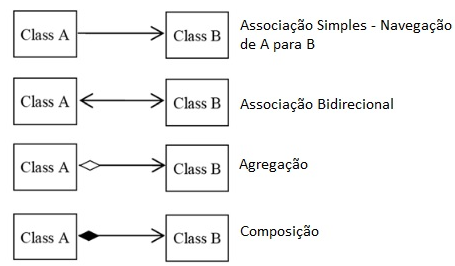 Class A
Class B
Associação Simples - Navegação
de A para B
Class A
Class B
Associação Bidirecional
Class A
Class B
Agregação
Class A
Class B
Composição